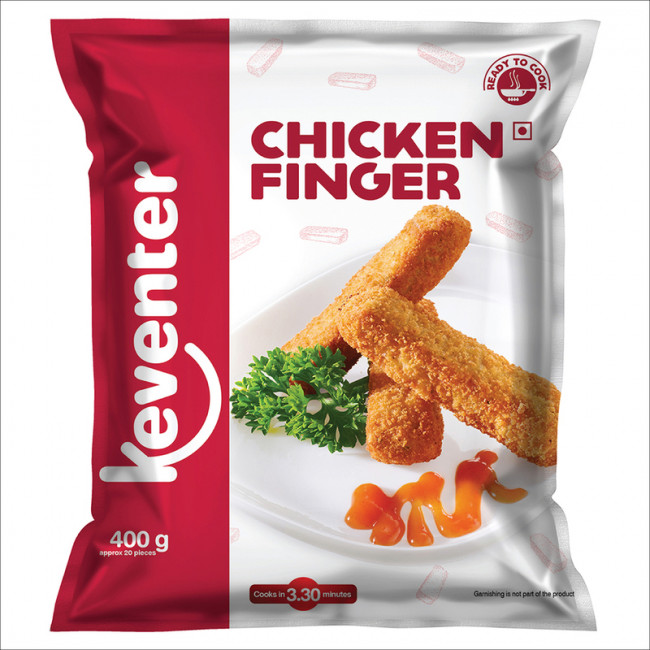 READY TO COOK
CHICKEN
FINGER
keventer
400 g
approx 20 pieces
Cooks in 3.30 minutes
Garnishing is not part of the product